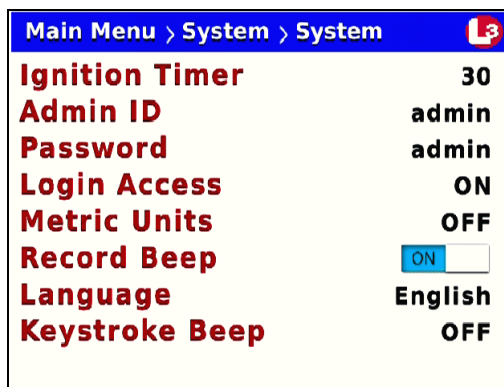 Main Menu > System > System L3
Ignition Timer 30
Admin ID admin
Password admin
Login Access ON
Metric Units OFF
Record Beep ON
Language English
Keystroke Beep OFF